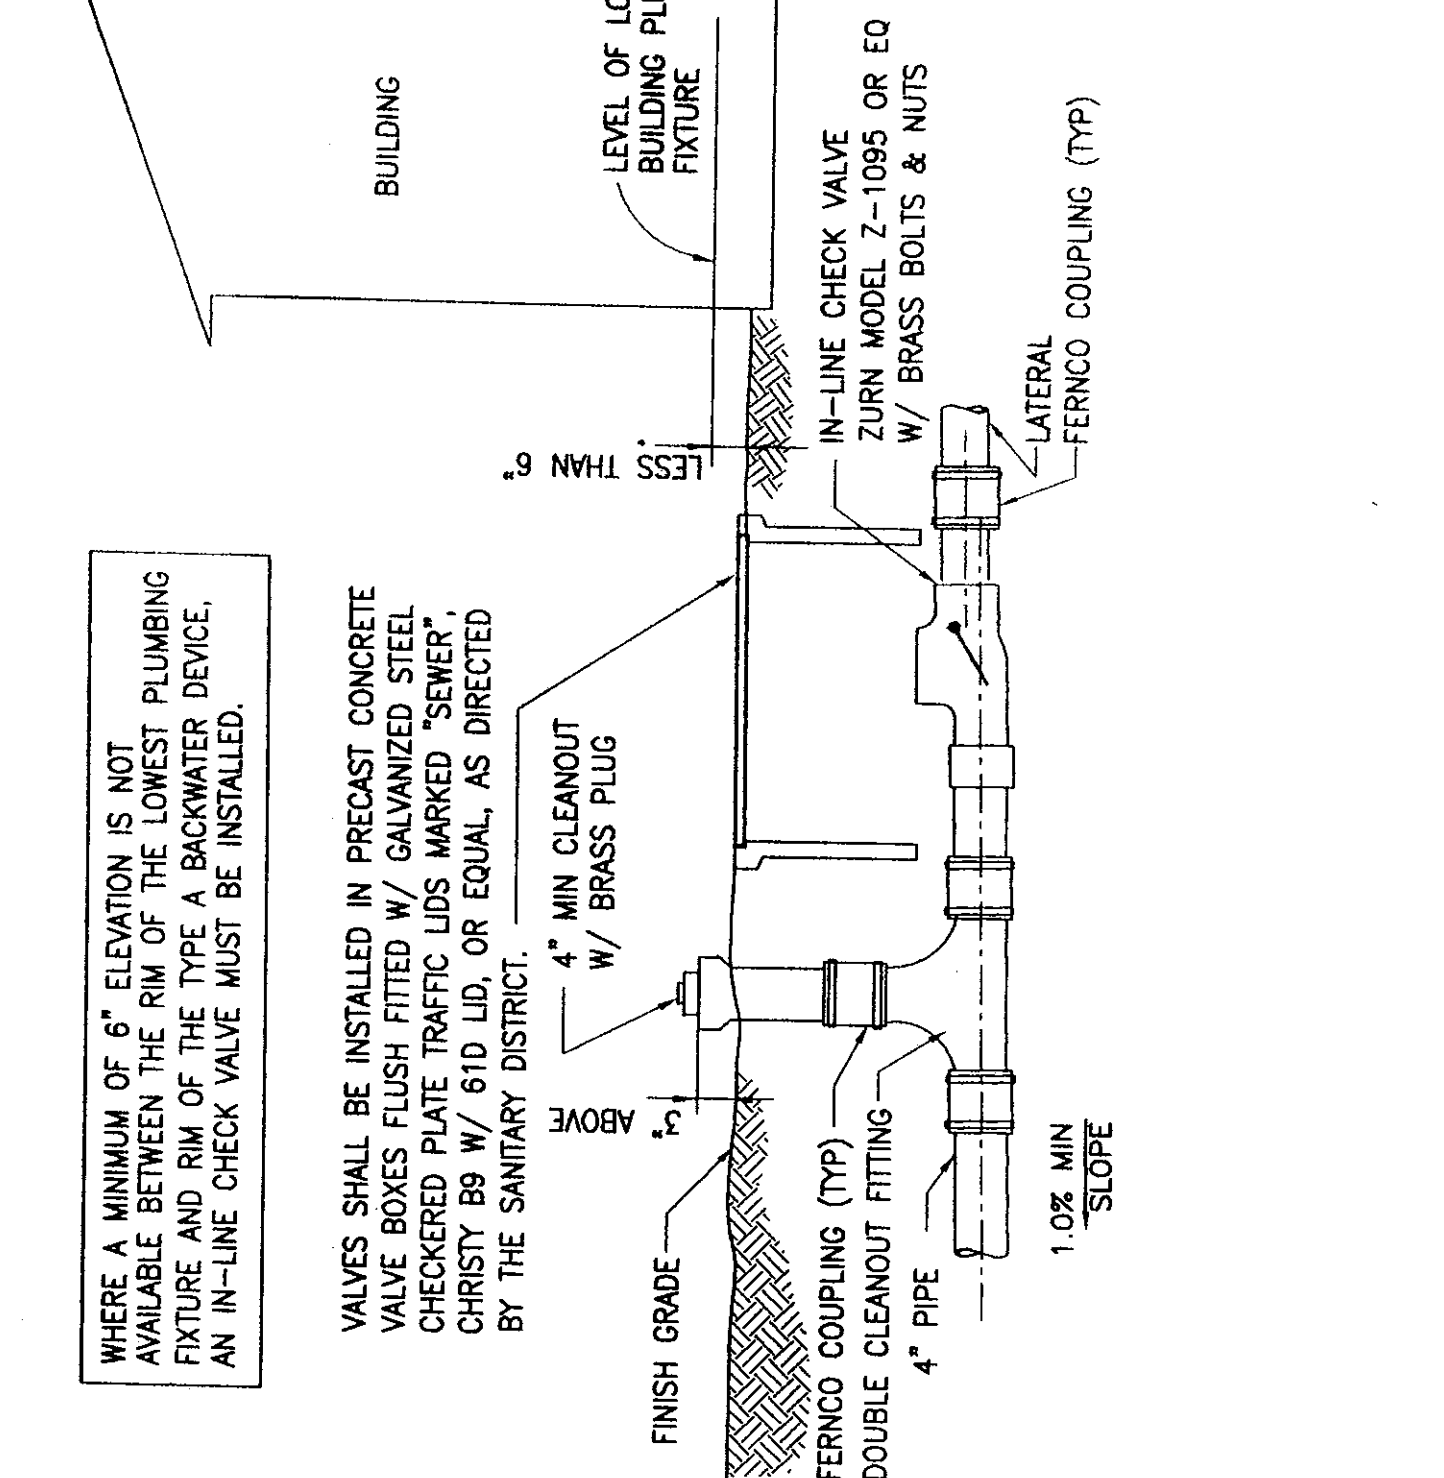 WHERE A MINIMUM OF 6" ELEVATION IS NOT
AVAILABLE BETWEEN THE RIM OF THE LOWEST PLUMBING
FIXTURE AND RIM OF THE TYPE A BACKWATER DEVICE,
AN IN-LINE CHECK VALVE MUST BE INSTALLED.
VALVES SHALL BE INSTALLED IN PRECAST CONCRETE
VALVE BOXES FLUSH FITTED W/ GALVANIZED STEEL
CHECKERED PLATE TRAFFIC LIDS MARKED "SEWER",
CHRISTY B9 W/ 61D LID, OR EQUAL, AS DIRECTED
BY THE SANITARY DISTRICT.
4" MIN CLEANOUT
W/ BRASS PLUG
BUILDING
LEVEL OF
BUILDING
FIXTURE
LESS THAN 6"
3" ABOVE
FINISH GRADE
IN-LINE CHECK VALVE
ZURN MODEL Z-1095 OR EQ
W/ BRASS BOLTS & NUTS
LATERAL
FERNCO COUPLING (TYP)
FERNCO COUPLING (TYP)
DOUBLE CLEANOUT FITTING
4" PIPE
1.0% MIN
SLOPE